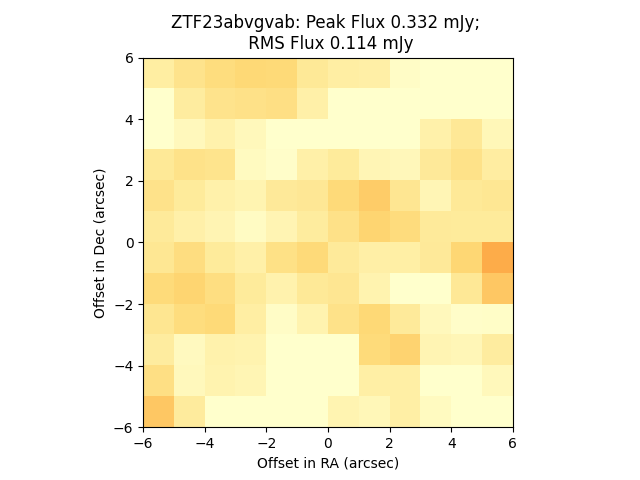 ZTF23abvgvab: Peak Flux 0.332 mJy;
RMS Flux 0.114 mJy
6
4
2
0
−2
−4
−6
Offset in Dec (arcsec)
−6 −4 −2 0 2 4 6
Offset in RA (arcsec)